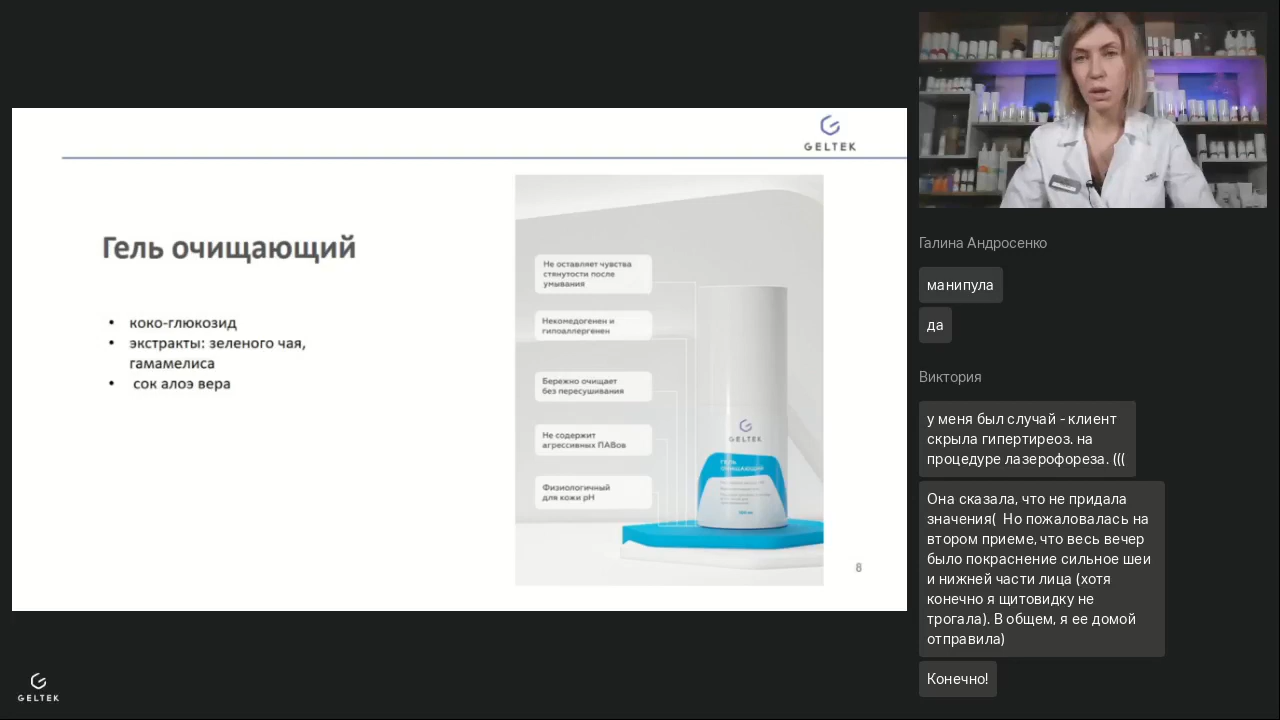 GELTEK
Гель очищающий
• коко-глюкозид
• экстракты: зеленого чая,
гамамелиса
• сок алоэ вера
Не оставляет чувства
стянутости после
умывания
Некомедогенен и
гипоаллергенен
Бережно очищает
без пересушивания
Не содержит
агрессивных ПАВов
Физиологичный
для кожи pH
GELTEK
ГЕЛЬ
ОЧИЩАЮЩИЙ
8
GELTEK
Галина Андросенко
манипула
да
Виктория
у меня был случай - клиент
скрыла гипертиреоз. на
процедуре лазерофореза. (((
Она сказала, что не придала
значения( Но пожаловалась на
втором приеме, что весь вечер
было покраснение сильное шеи
и нижней части лица (хотя
конечно я щитовидку не
трогала). В общем, я ее домой
отправила)
Конечно!